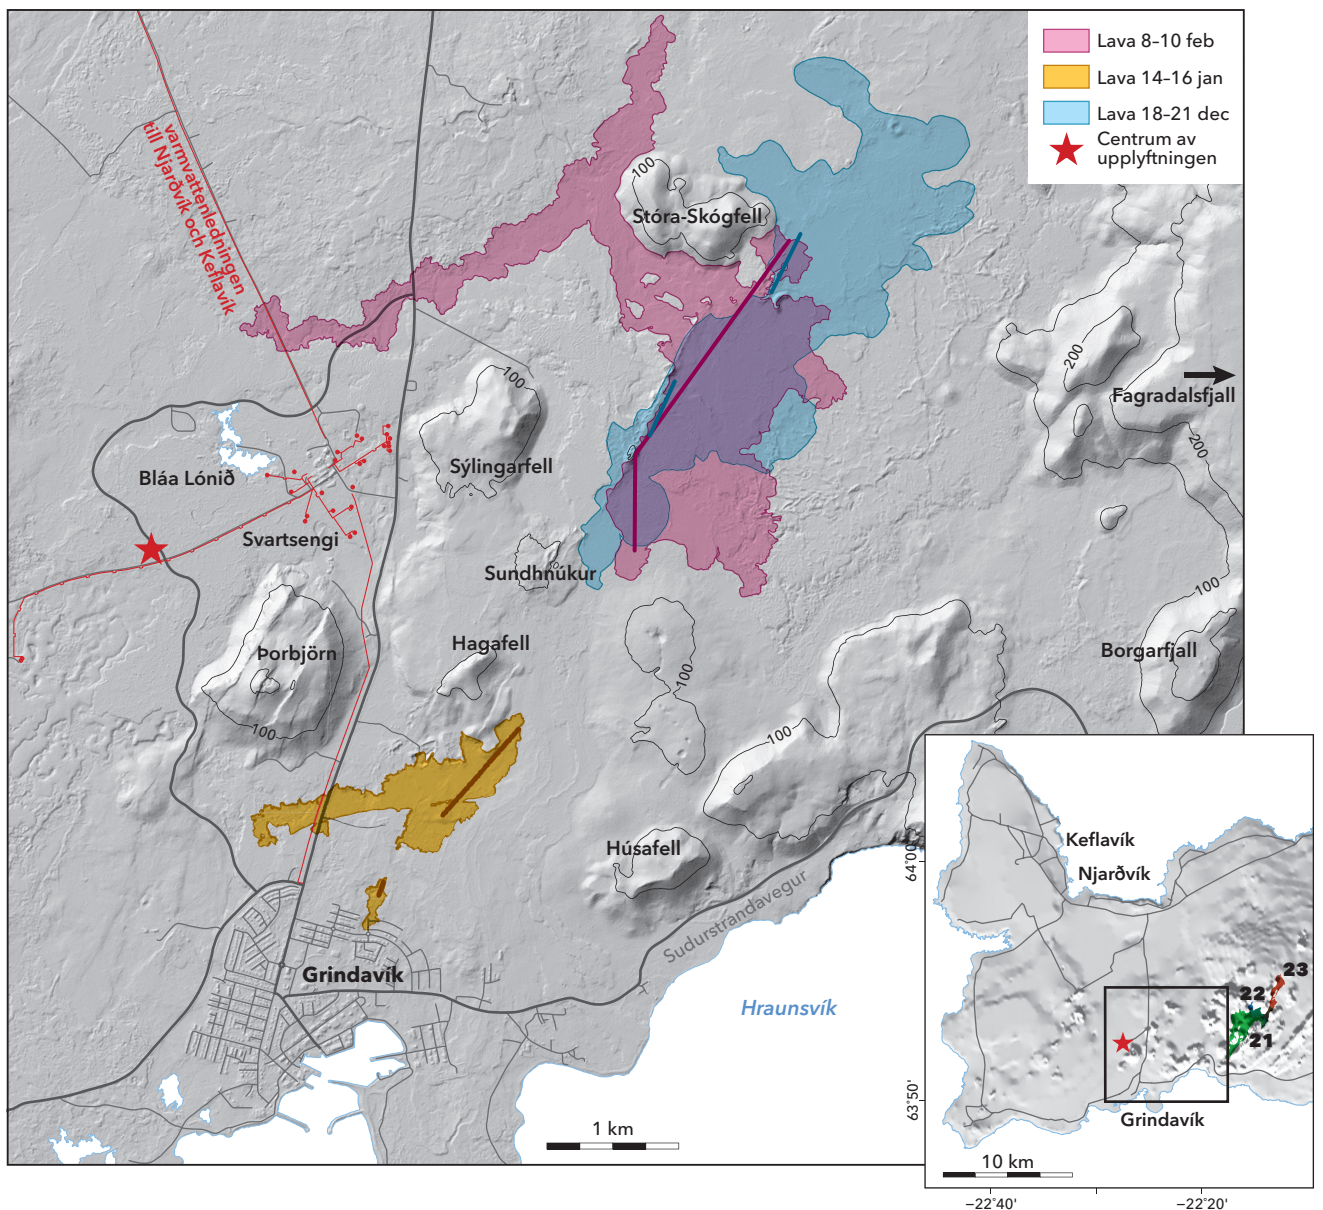 Lava 8–10 feb
Lava 14–16 jan
Lava 18–21 dec
Centrum av
upplyftningen
varmvattenledningen
till Njarðvík och Keflavík
100
Stóra-Skógfell
200
Fagradalsfjall
200
100
Sýlingarfell
Bláa Lónið
Svartsengi
Sundhnúkur
100
Þorbjörn
100
Hagafell
100
100
Borgarfjall
Húsafell
Sudurstrandavegur
Grindavík
Hraunsvík
1 km
Keflavík
Njarðvík
23
22
21
Grindavík
10 km
64°00'
63°50'
−22°40'
−22°20'